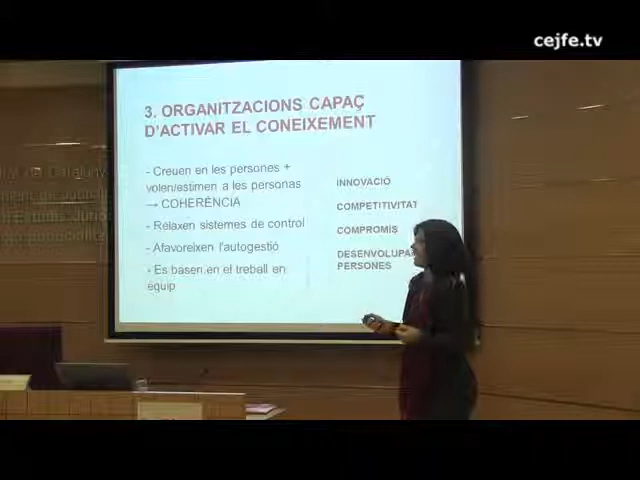 cejfe.tv
3. ORGANITZACIONS CAPAÇ
D'ACTIVAR EL CONEIXEMENT
- Creuen en les persones +
volen/estimen a les personas
→ COHERÈNCIA
- Relaxen sistemes de control
- Afavoreixen l'autogestió
- Es basen en el treball en
equip
INNOVACIÓ
COMPETITIVITAT
COMPROMÍS
DESENVOLUPA
PERSONES